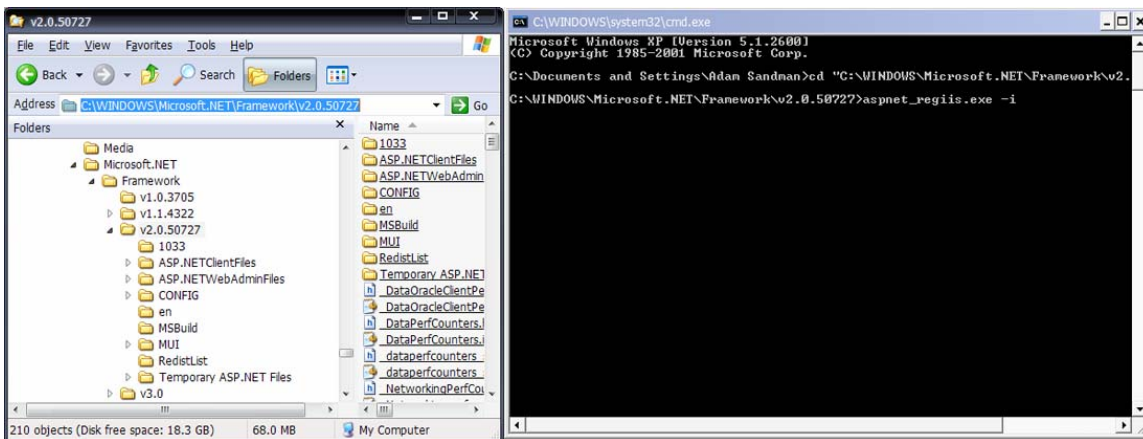 v2.0.50727
File Edit View Favorites Tools Help
Back Search Folders
Address C:\WINDOWS\Microsoft.NET\Framework\v2.0.50727 Go
Folders
Media
Microsoft.NET
Framework
v1.0.3705
v1.1.4322
v2.0.50727
1033
ASP.NETClientFiles
ASP.NETWebAdminFiles
CONFIG
en
MSBuild
MUI
RedistList
Temporary ASP.NET Files
v3.0
Name
1033
ASP.NETClientFiles
ASP.NETWebAdmin
CONFIG
en
MSBuild
MUI
RedistList
Temporary ASP.NET
_DataOracleClientPe
_DataOracleClientPe
_DataPerfCounters.h
_DataPerfCounters.i
_dataperfcounters_
_dataperfcounters_
_NetworkingPerfCou
210 objects (Disk free space: 18.3 GB) 68.0 MB My Computer
C:\WINDOWS\system32\cmd.exe
Microsoft Windows XP [Version 5.1.2600]
(C) Copyright 1985-2001 Microsoft Corp.
C:\Documents and Settings\Adam Sandman>cd "C:\WINDOWS\Microsoft.NET\Framework\v2.
C:\WINDOWS\Microsoft.NET\Framework\v2.0.50727>aspnet_regiis.exe -i